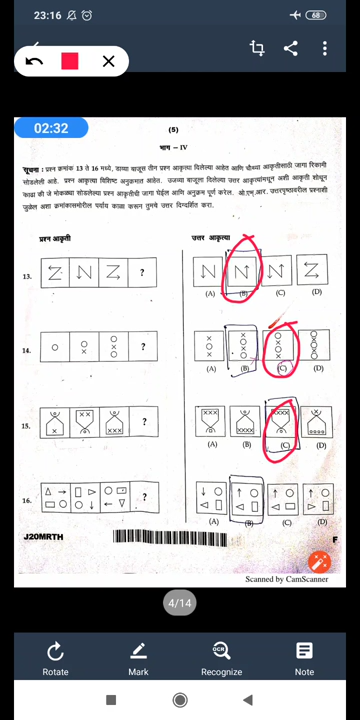 23:16
68
02:32
(5)
भाग - IV
सूचना : प्रश्न क्रमांक 13 ते 16 मध्ये, डाव्या बाजूस तीन प्रश्न आकृत्या दिलेल्या आहेत आणि चौथ्या आकृतीसाठी जागा रिकामी
सोडलेली आहे. प्रश्न आकृत्या विशिष्ट अनुक्रमात आहेत. उजव्या बाजूला दिलेल्या उत्तर आकृत्यांमधून अशी आकृती शोधून
काढा की जे मोकळ्या सोडलेल्या प्रश्न आकृतीची जागा घेईल आणि अनुक्रम पूर्ण करेल. ओ.एम.आर. उत्तरपृष्ठावरील प्रश्नाशी
जुळेल अशा क्रमांकासमोरील पर्याय काळा करून तुमचे उत्तर दिग्दर्शित करा.
प्रश्न आकृती उत्तर आकृत्या
13. ?
(A) (B) (C) (D)
14. ?
(A) (B) (C) (D)
15. ?
(A) (B) (C) (D)
16. ?
(A) (B) (C) (D)
J20MRTH F
Scanned by CamScanner
4/14
OCR
Rotate Mark Recognize Note